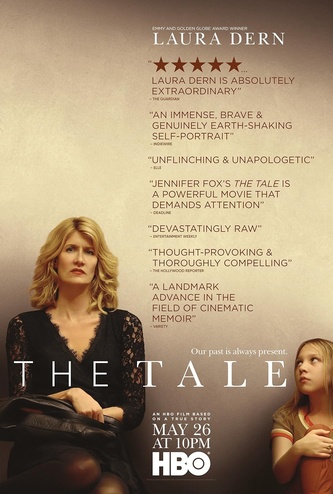 EMMY AND GOLDEN GLOBE AWARD WINNER
LAURA DERN
"★★★★★...
LAURA DERN IS ABSOLUTELY
EXTRAORDINARY"
– THE GUARDIAN
"AN IMMENSE, BRAVE &
GENUINELY EARTH-SHAKING
SELF-PORTRAIT"
– INDIEWIRE
"UNFLINCHING & UNAPOLOGETIC"
– ELLE
"JENNIFER FOX'S THE TALE IS
A POWERFUL MOVIE THAT
DEMANDS ATTENTION"
– DEADLINE
"DEVASTATINGLY RAW"
– ENTERTAINMENT WEEKLY
"THOUGHT-PROVOKING &
THOROUGHLY COMPELLING"
– THE HOLLYWOOD REPORTER
"A LANDMARK
ADVANCE IN THE
FIELD OF CINEMATIC
MEMOIR"
– VARIETY
Our past is always present.
THE TALE
AN HBO FILM BASED
ON A TRUE STORY
MAY 26
AT 10PM
HBO